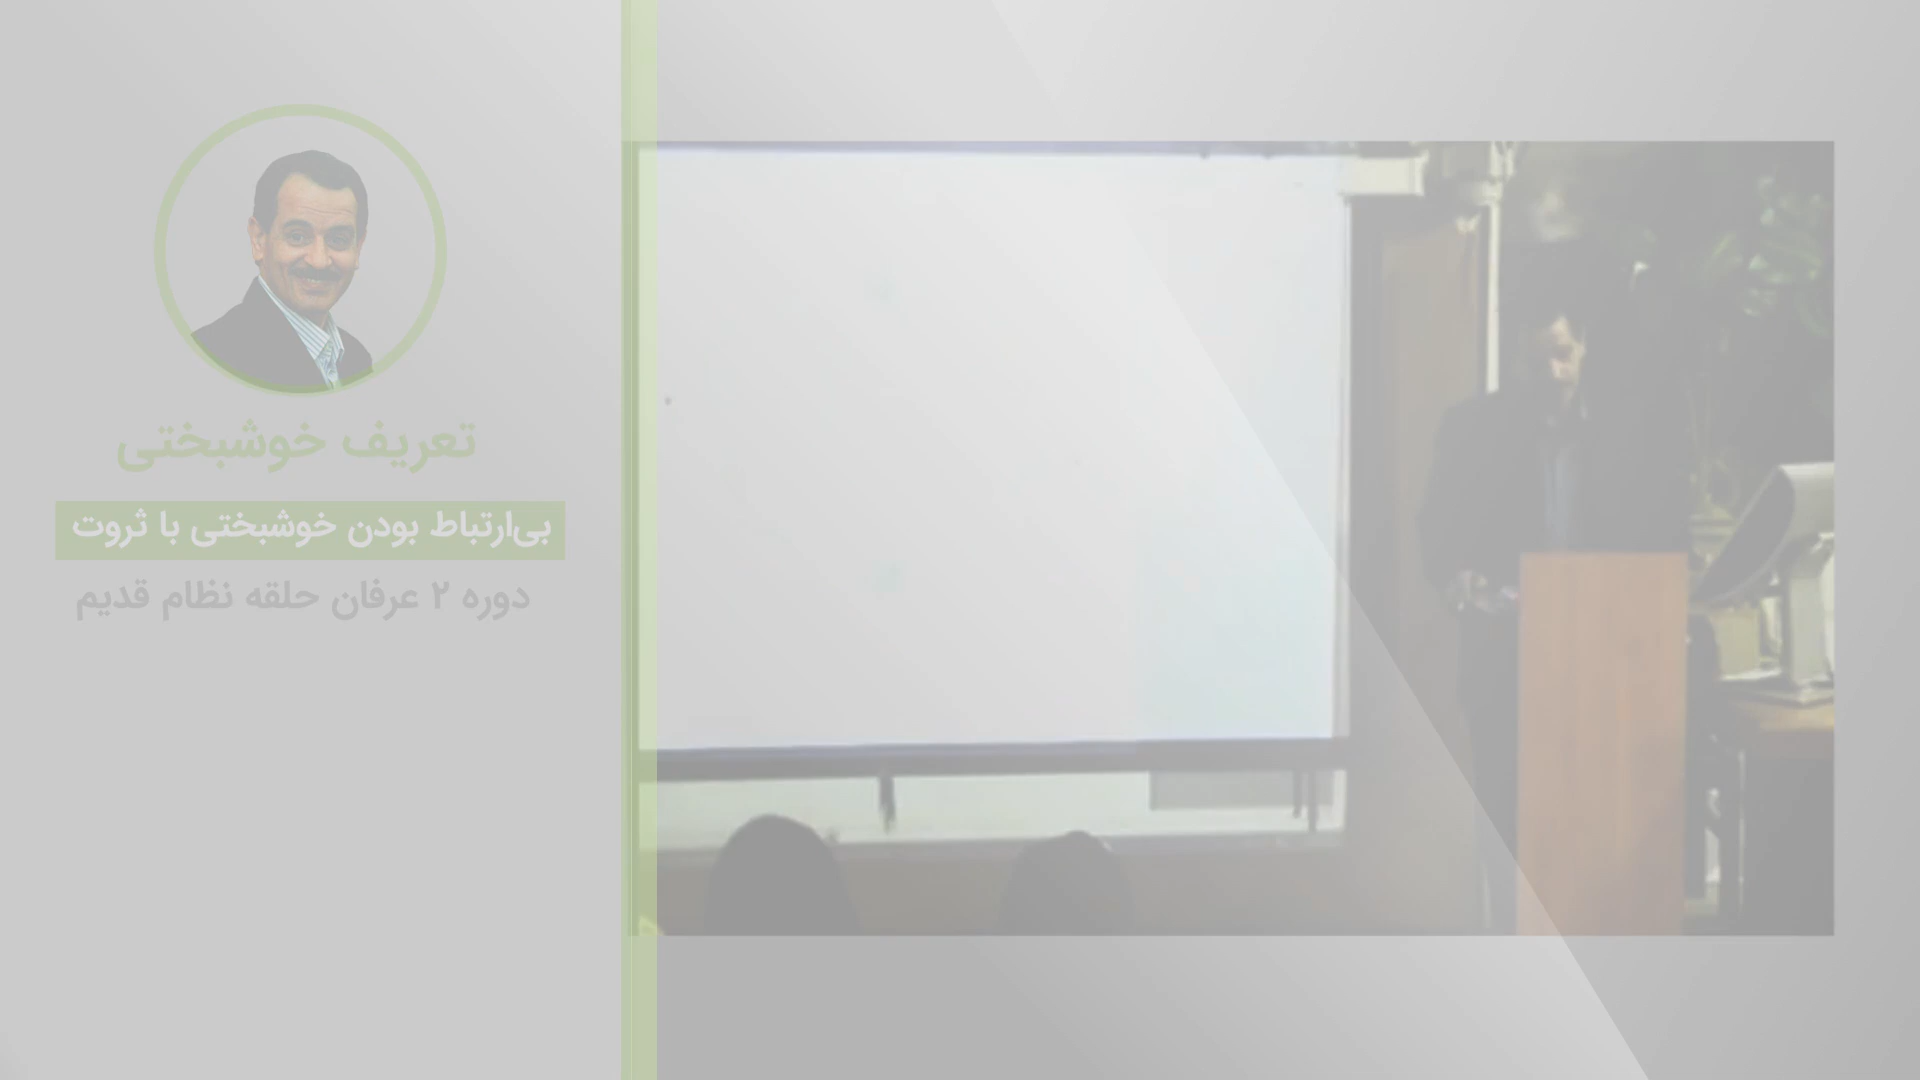 تعریف خوشبختی
بی‌ارتباط بودن خوشبختی با ثروت
دوره ۲ عرفان حلقه نظام قدیم